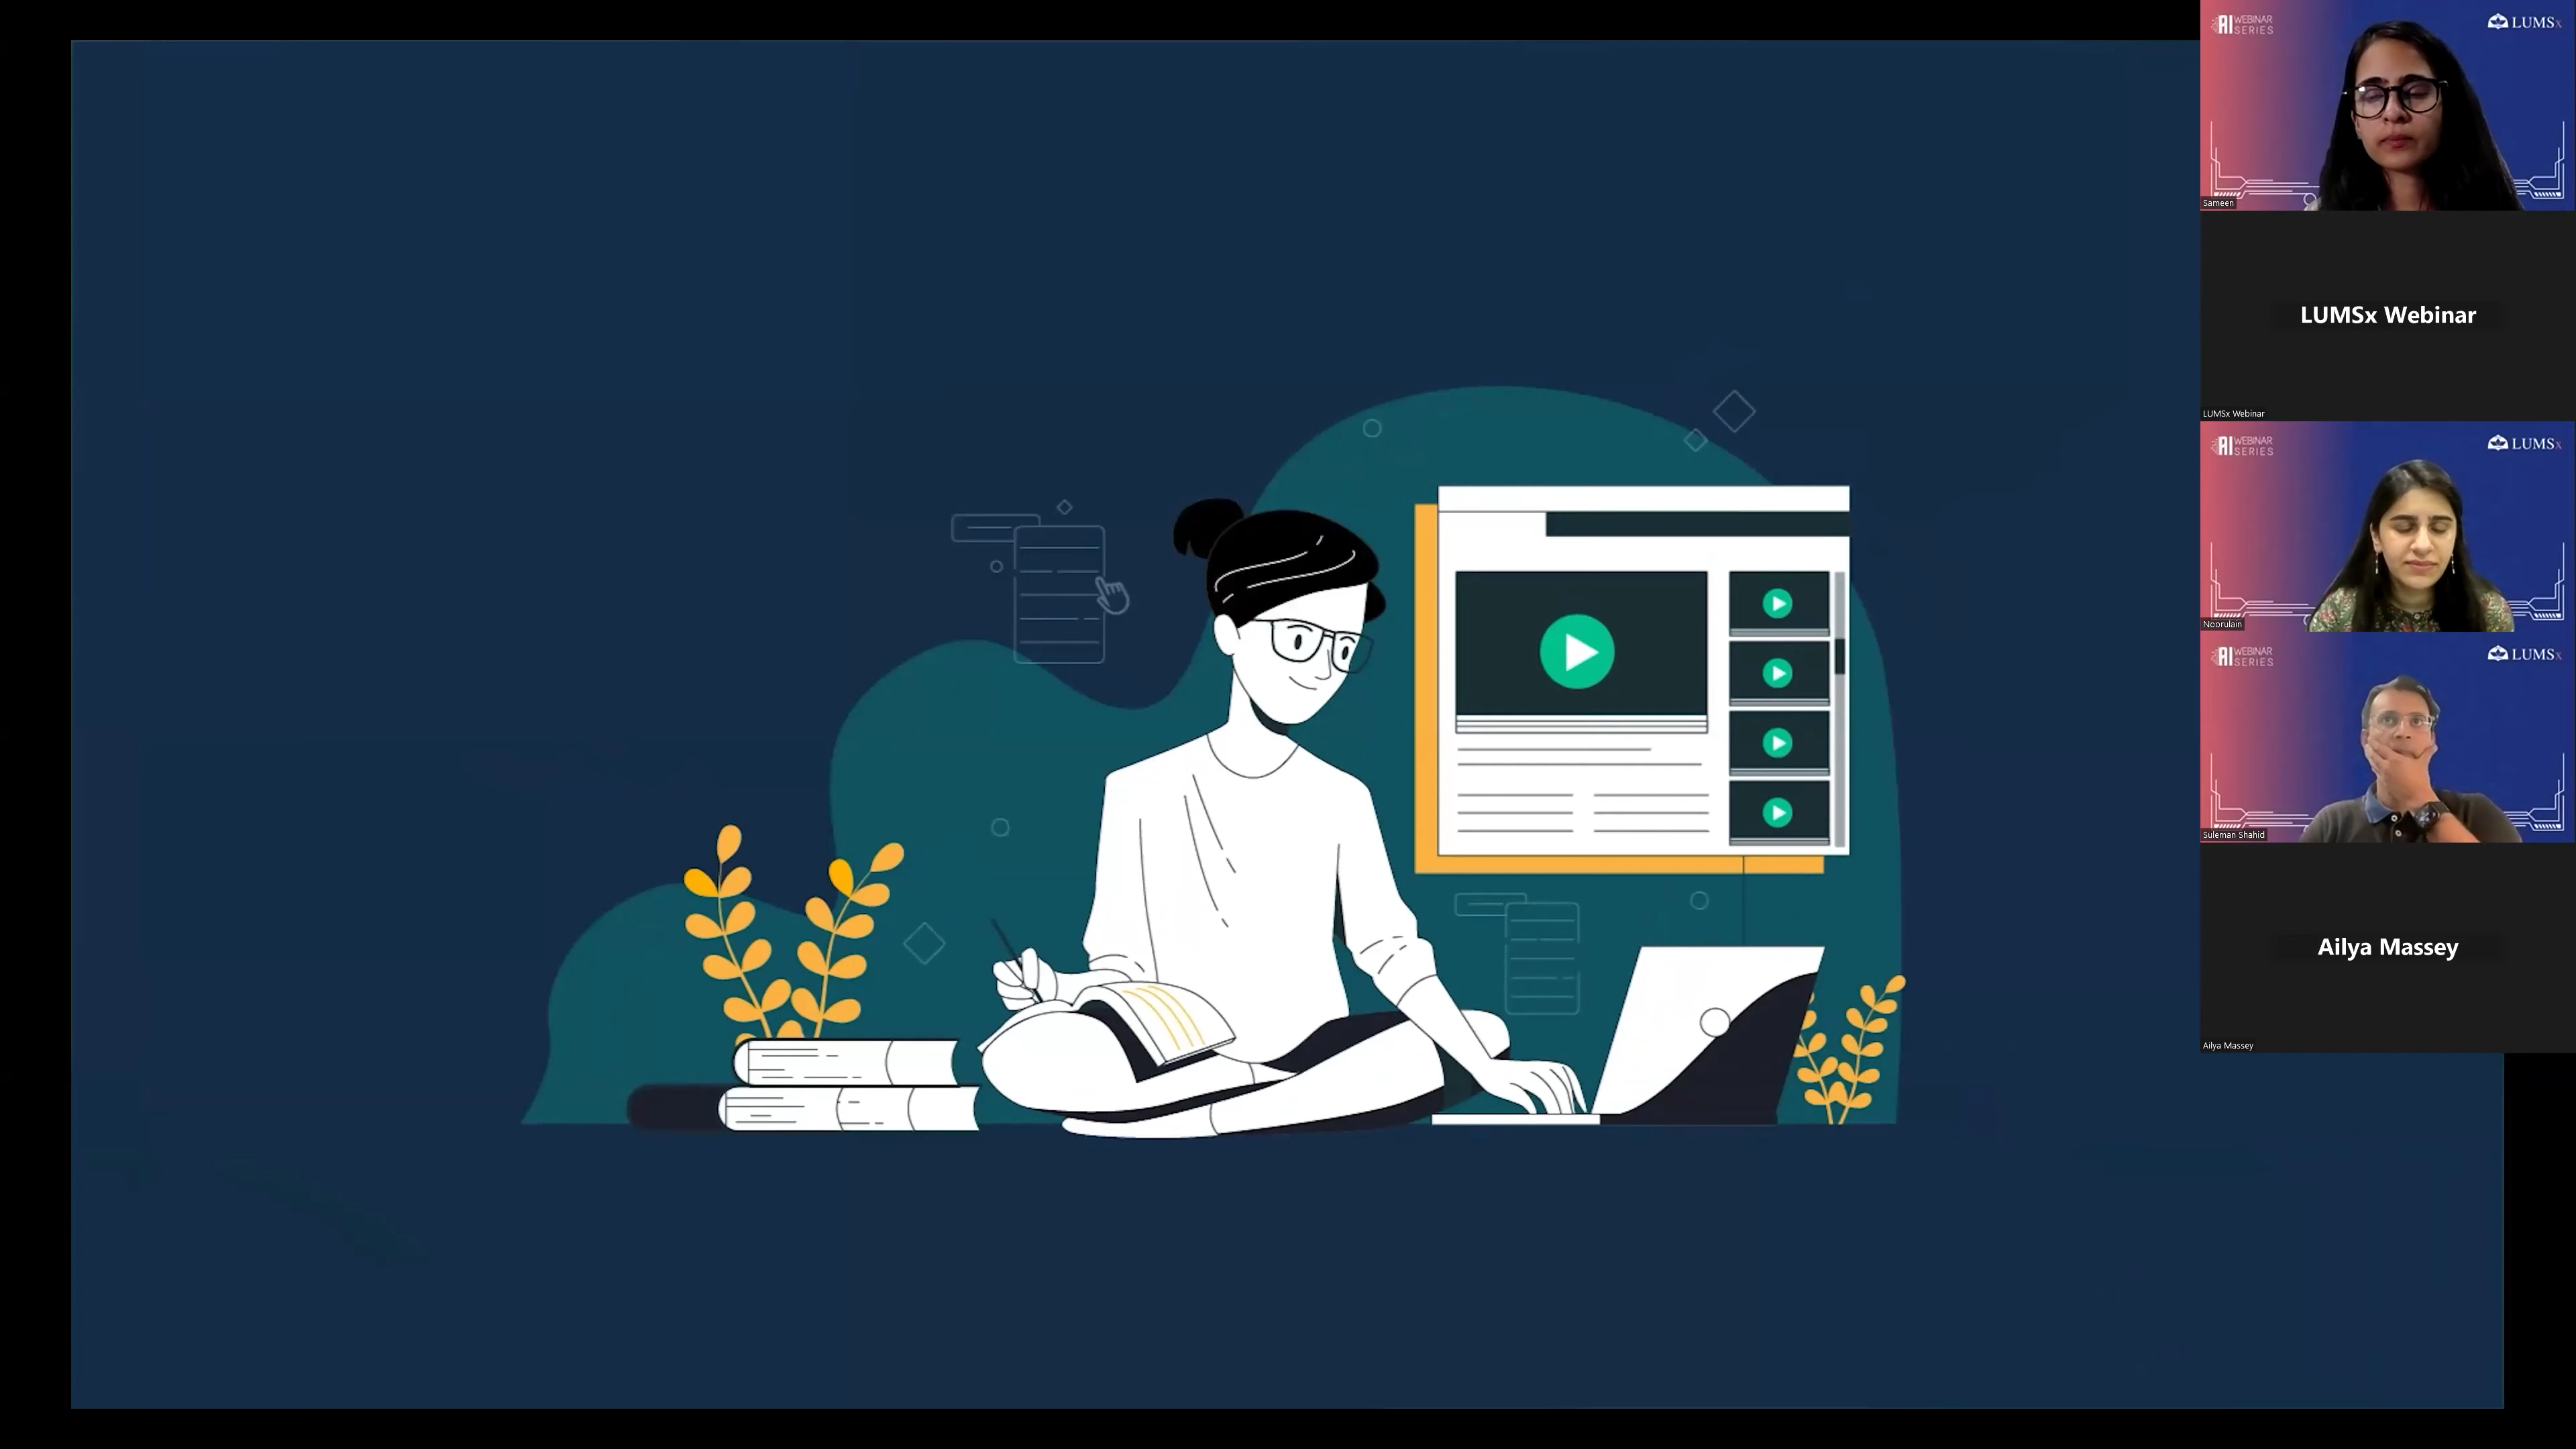 AI WEBINAR
SERIES
LUMSx
Sameen
LUMSx Webinar
LUMSx Webinar
AI WEBINAR
SERIES
LUMSx
Noorulain
AI WEBINAR
SERIES
LUMSx
Suleman Shahid
Ailya Massey
Ailya Massey